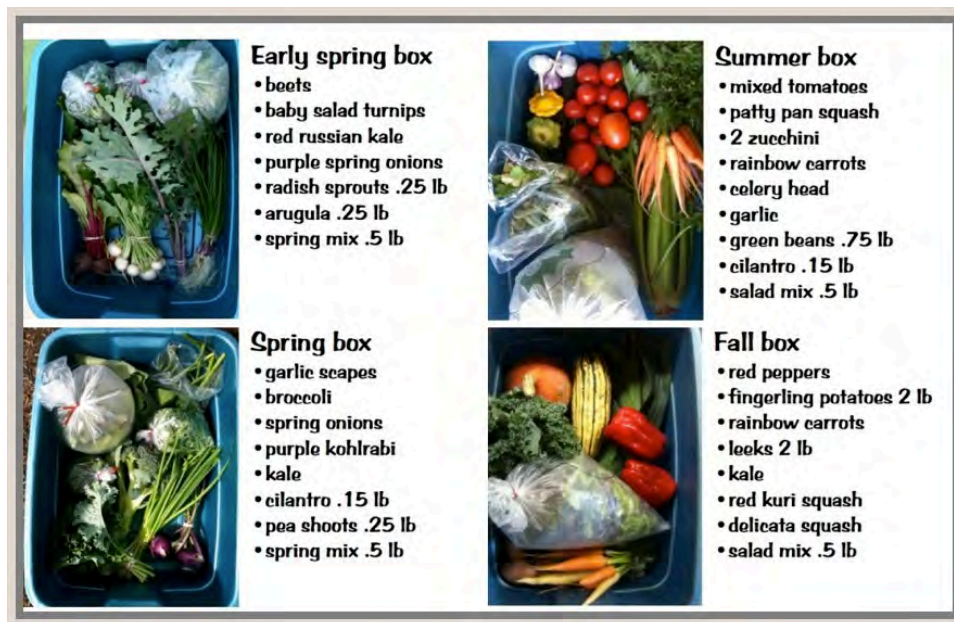 Early spring box
• beets
• baby salad turnips
• red russian kale
• purple spring onions
• radish sprouts .25 lb
• arugula .25 lb
• spring mix .5 lb
Summer box
• mixed tomatoes
• patty pan squash
• 2 zucchini
• rainbow carrots
• celery head
• garlic
• green beans .75 lb
• cilantro .15 lb
• salad mix .5 lb
Spring box
• garlic scapes
• broccoli
• spring onions
• purple kohlrabi
• kale
• cilantro .15 lb
• pea shoots .25 lb
• spring mix .5 lb
Fall box
• red peppers
• fingerling potatoes 2 lb
• rainbow carrots
• leeks 2 lb
• kale
• red kuri squash
• delicata squash
• salad mix .5 lb